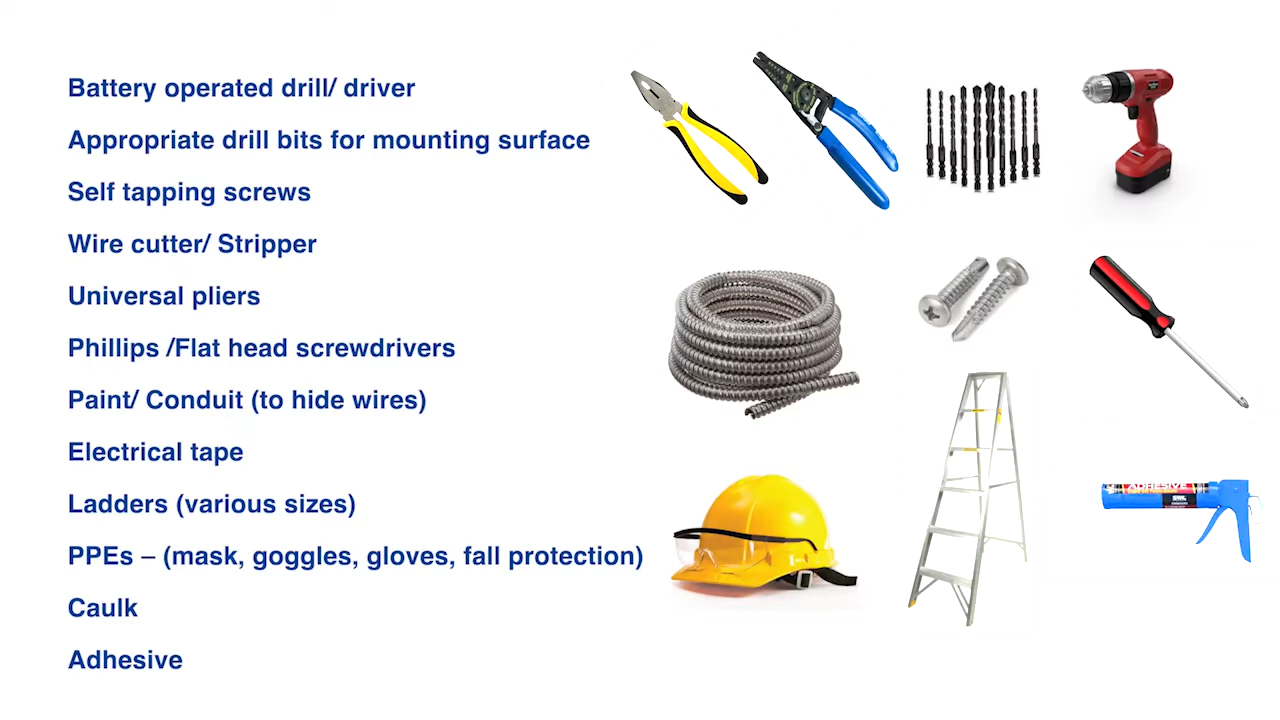 Battery operated drill/ driver
Appropriate drill bits for mounting surface
Self tapping screws
Wire cutter/ Stripper
Universal pliers
Phillips /Flat head screwdrivers
Paint/ Conduit (to hide wires)
Electrical tape
Ladders (various sizes)
PPEs – (mask, goggles, gloves, fall protection)
Caulk
Adhesive
ADHESIVE